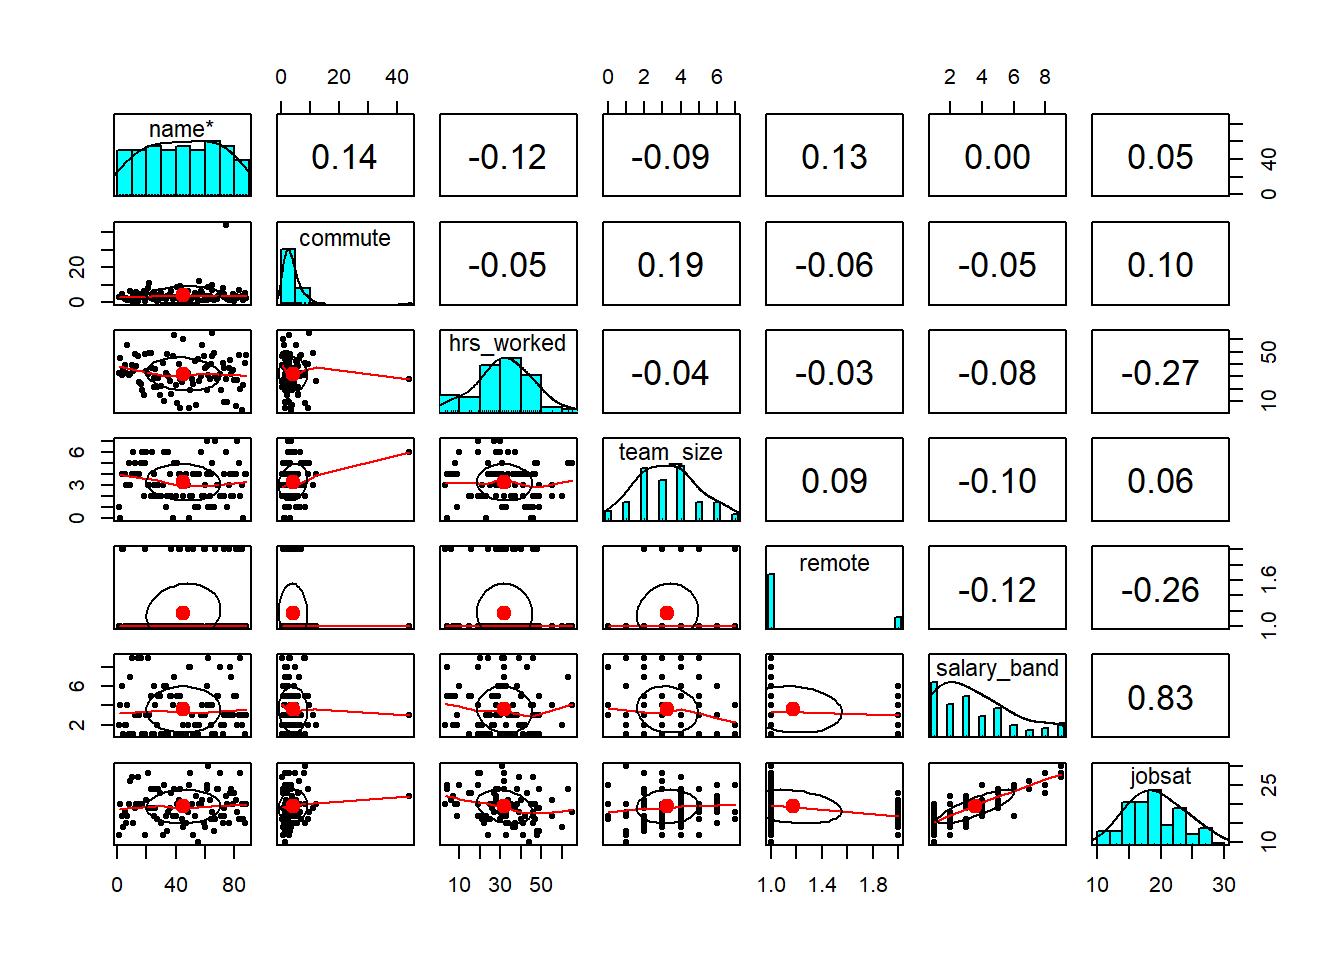 0 20 40 0 2 4 6 2 4 6 8
name* 0.14 -0.12 -0.09 0.13 0.00 0.05 0 40
0 20 commute -0.05 0.19 -0.06 -0.05 0.10
hrs_worked -0.04 -0.03 -0.08 -0.27 10 50
0 3 6 team_size 0.09 -0.10 0.06
remote -0.12 -0.26 1.0 1.6
2 6 salary_band 0.83
jobsat 10 25
0 40 80 10 30 50 1.0 1.4 1.8 10 20 30